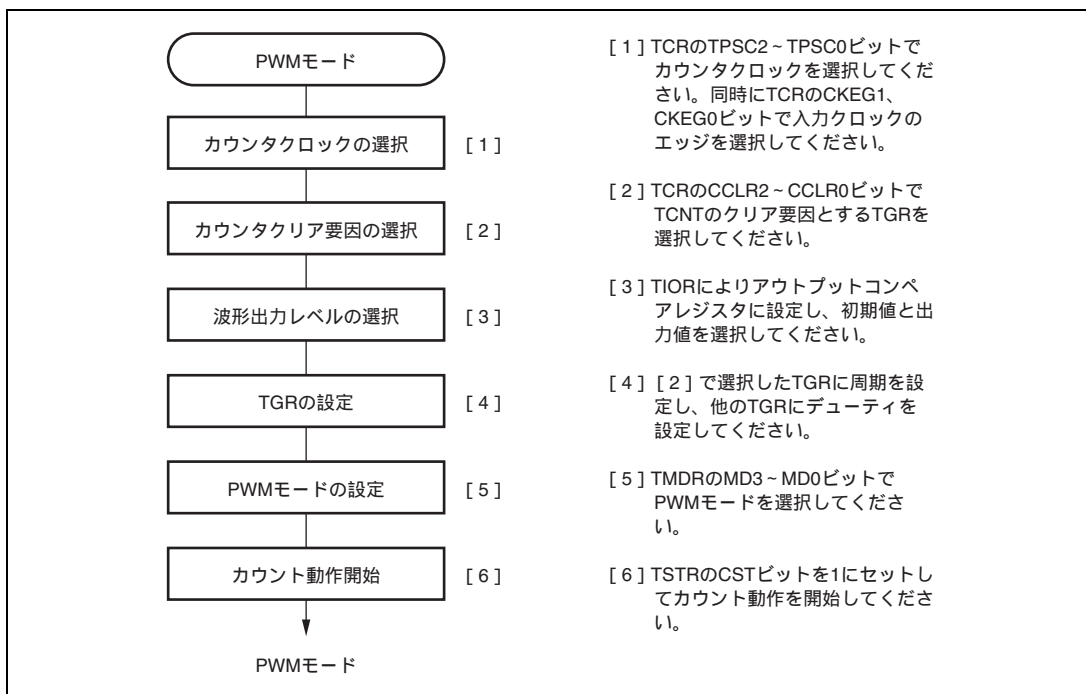 PWMモード
カウンタクロックの選択 [1]
カウンタクリア要因の選択 [2]
波形出力レベルの選択 [3]
TGRの設定 [4]
PWMモードの設定 [5]
カウント動作開始 [6]
PWMモード
[1] TCRのTPSC2~TPSC0ビットで
カウンタクロックを選択してくだ
さい。同時にTCRのCKEG1、
CKEG0ビットで入力クロックの
エッジを選択してください。
[2] TCRのCCLR2~CCLR0ビットで
TCNTのクリア要因とするTGRを
選択してください。
[3] TIORによりアウトプットコンペ
アレジスタに設定し、初期値と出
力値を選択してください。
[4] [2]で選択したTGRに周期を設
定し、他のTGRにデューティを
設定してください。
[5] TMDRのMD3~MD0ビットで
PWMモードを選択してくださ
い。
[6] TSTRのCSTビットを1にセットし
てカウント動作を開始してくださ
い。